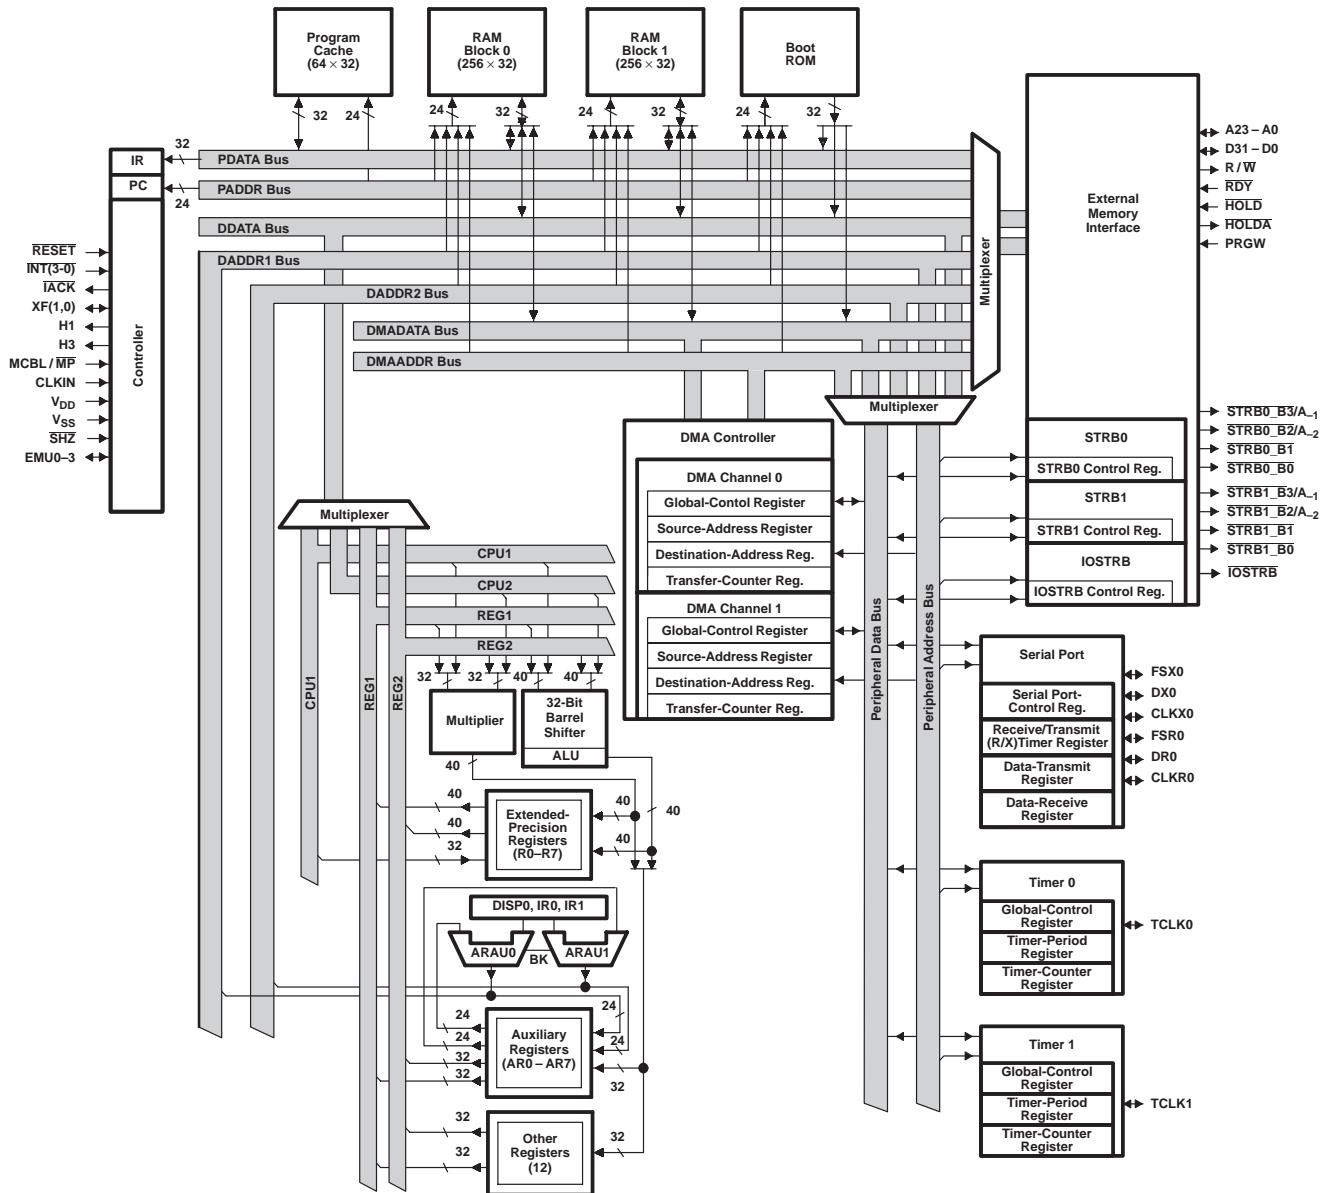 Program
Cache
(64 × 32)
RAM
Block 0
(256 × 32)
RAM
Block 1
(256 × 32)
Boot
ROM
32
24
24
32
24
32
24
32
IR
PC
Controller
32
24
RESET
INT(3-0)
IACK
XF(1,0)
H1
H3
MCBL / MP
CLKIN
VDD
VSS
SHZ
EMU0–3
PDATA Bus
PADDR Bus
DDATA Bus
DADDR1 Bus
DADDR2 Bus
DMADATA Bus
DMAADDR Bus
Multiplexer
External
Memory
Interface
A23 – A0
D31 – D0
R / W
RDY
HOLD
HOLDA
PRGW
Multiplexer
STRB0
STRB0 Control Reg.
STRB1
STRB1 Control Reg.
IOSTRB
IOSTRB Control Reg.
STRB0_B3/A–1
STRB0_B2/A–2
STRB0_B1
STRB0_B0
STRB1_B3/A–1
STRB1_B2/A–2
STRB1_B1
STRB1_B0
IOSTRB
DMA Controller
DMA Channel 0
Global-Contol Register
Source-Address Register
Destination-Address Reg.
Transfer-Counter Reg.
DMA Channel 1
Global-Control Register
Source-Address Register
Destination-Address Reg.
Transfer-Counter Reg.
Peripheral Data Bus
Peripheral Address Bus
Multiplexer
CPU1
CPU2
REG1
REG2
CPU1
REG1
REG2
32
32
40
40
Multiplier
32-Bit
Barrel
Shifter
ALU
40
40
40
40
32
Extended-
Precision
Registers
(R0–R7)
40
40
40
DISP0, IR0, IR1
ARAU0
BK
ARAU1
24
24
32
32
Auxiliary
Registers
(AR0 – AR7)
24
24
32
32
32
Other
Registers
(12)
32
Serial Port
Serial Port-
Control Reg.
Receive/Transmit
(R/X)Timer Register
Data-Transmit
Register
Data-Receive
Register
FSX0
DX0
CLKX0
FSR0
DR0
CLKR0
Timer 0
Global-Control
Register
Timer-Period
Register
Timer-Counter
Register
TCLK0
Timer 1
Global-Control
Register
Timer-Period
Register
Timer-Counter
Register
TCLK1